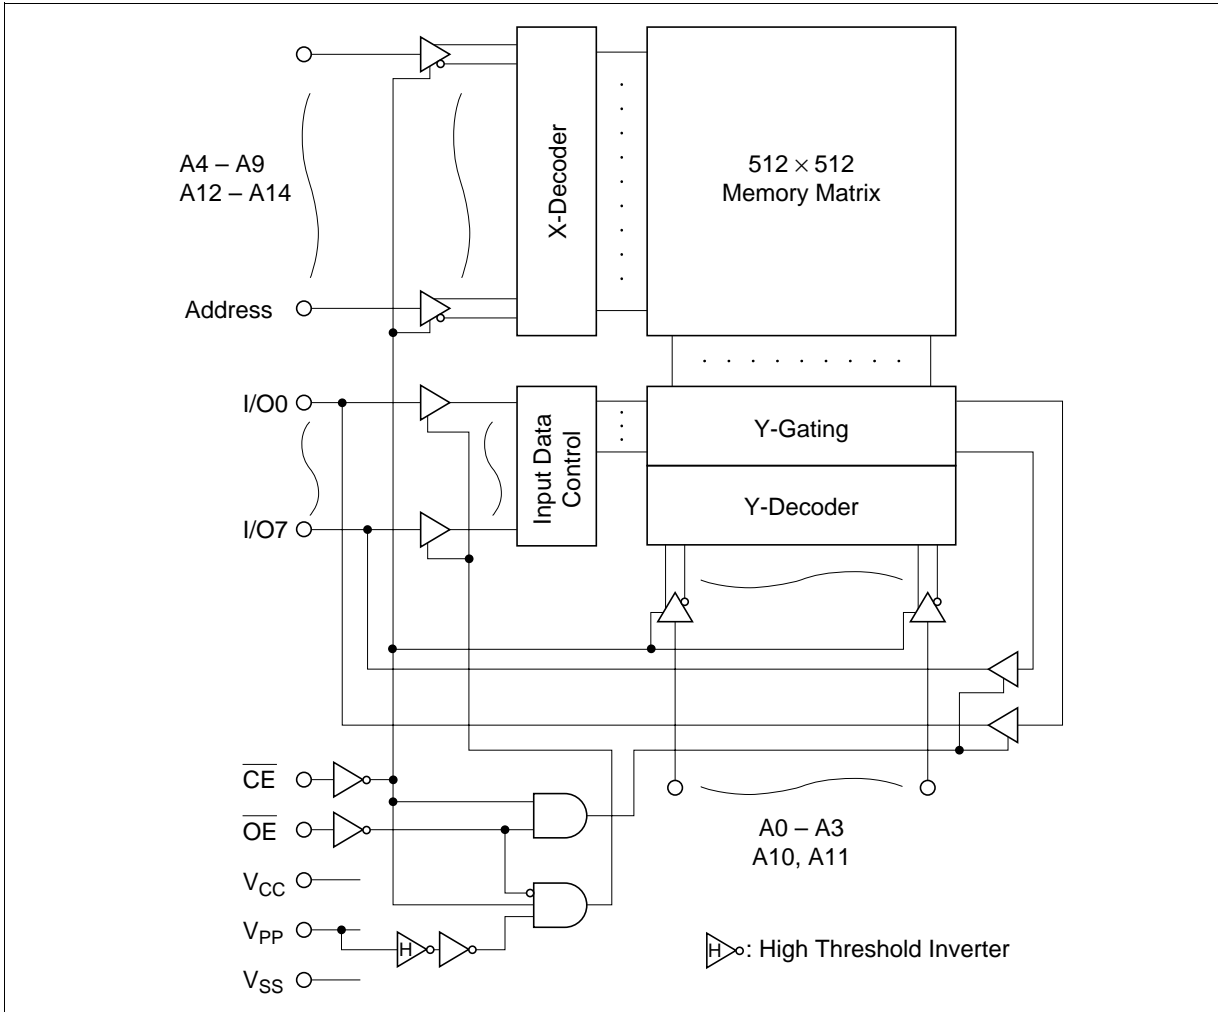 A4 – A9
A12 – A14
Address
X-Decoder
512 × 512
Memory Matrix
I/O0
I/O7
Input Data
Control
Y-Gating
Y-Decoder
CE
OE
VCC
VPP
VSS
A0 – A3
A10, A11
H
H
: High Threshold Inverter